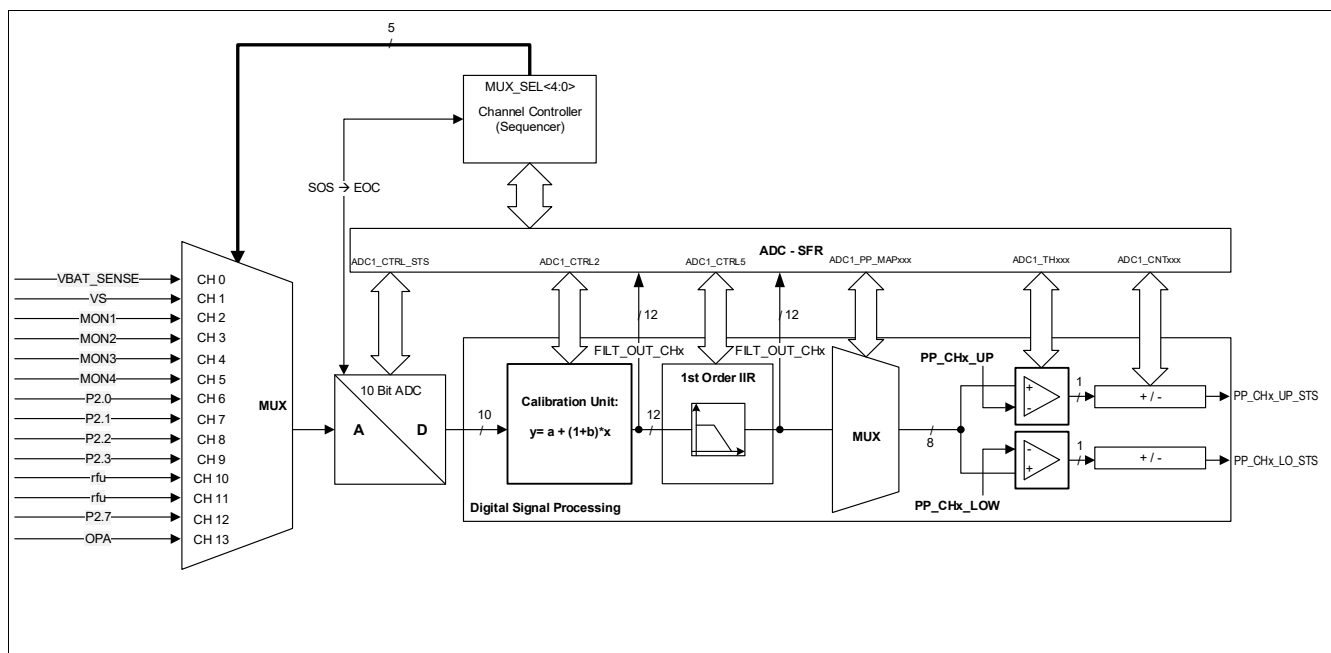 5
MUX_SEL<4:0>
Channel Controller
(Sequencer)
SOS → EOC
ADC - SFR
ADC1_CTRL_STS
ADC1_CTRL2
ADC1_CTRL5
ADC1_PP_MAPxxx
ADC1_THxxx
ADC1_CNTxxx
VBAT_SENSE
CH 0
VS
CH 1
MON1
CH 2
MON2
CH 3
MON3
CH 4
MON4
CH 5
P2.0
CH 6
P2.1
CH 7
P2.2
CH 8
P2.3
CH 9
rfu
CH 10
rfu
CH 11
P2.7
CH 12
OPA
CH 13
MUX
10 Bit ADC
A
D
10
12
FILT_OUT_CHx
12
FILT_OUT_CHx
Calibration Unit:
y= a + (1+b)*x
12
1st Order IIR
MUX
8
PP_CHx_UP
+
-
1
+ / -
PP_CHx_UP_STS
-
+
1
+ / -
PP_CHx_LO_STS
PP_CHx_LOW
Digital Signal Processing